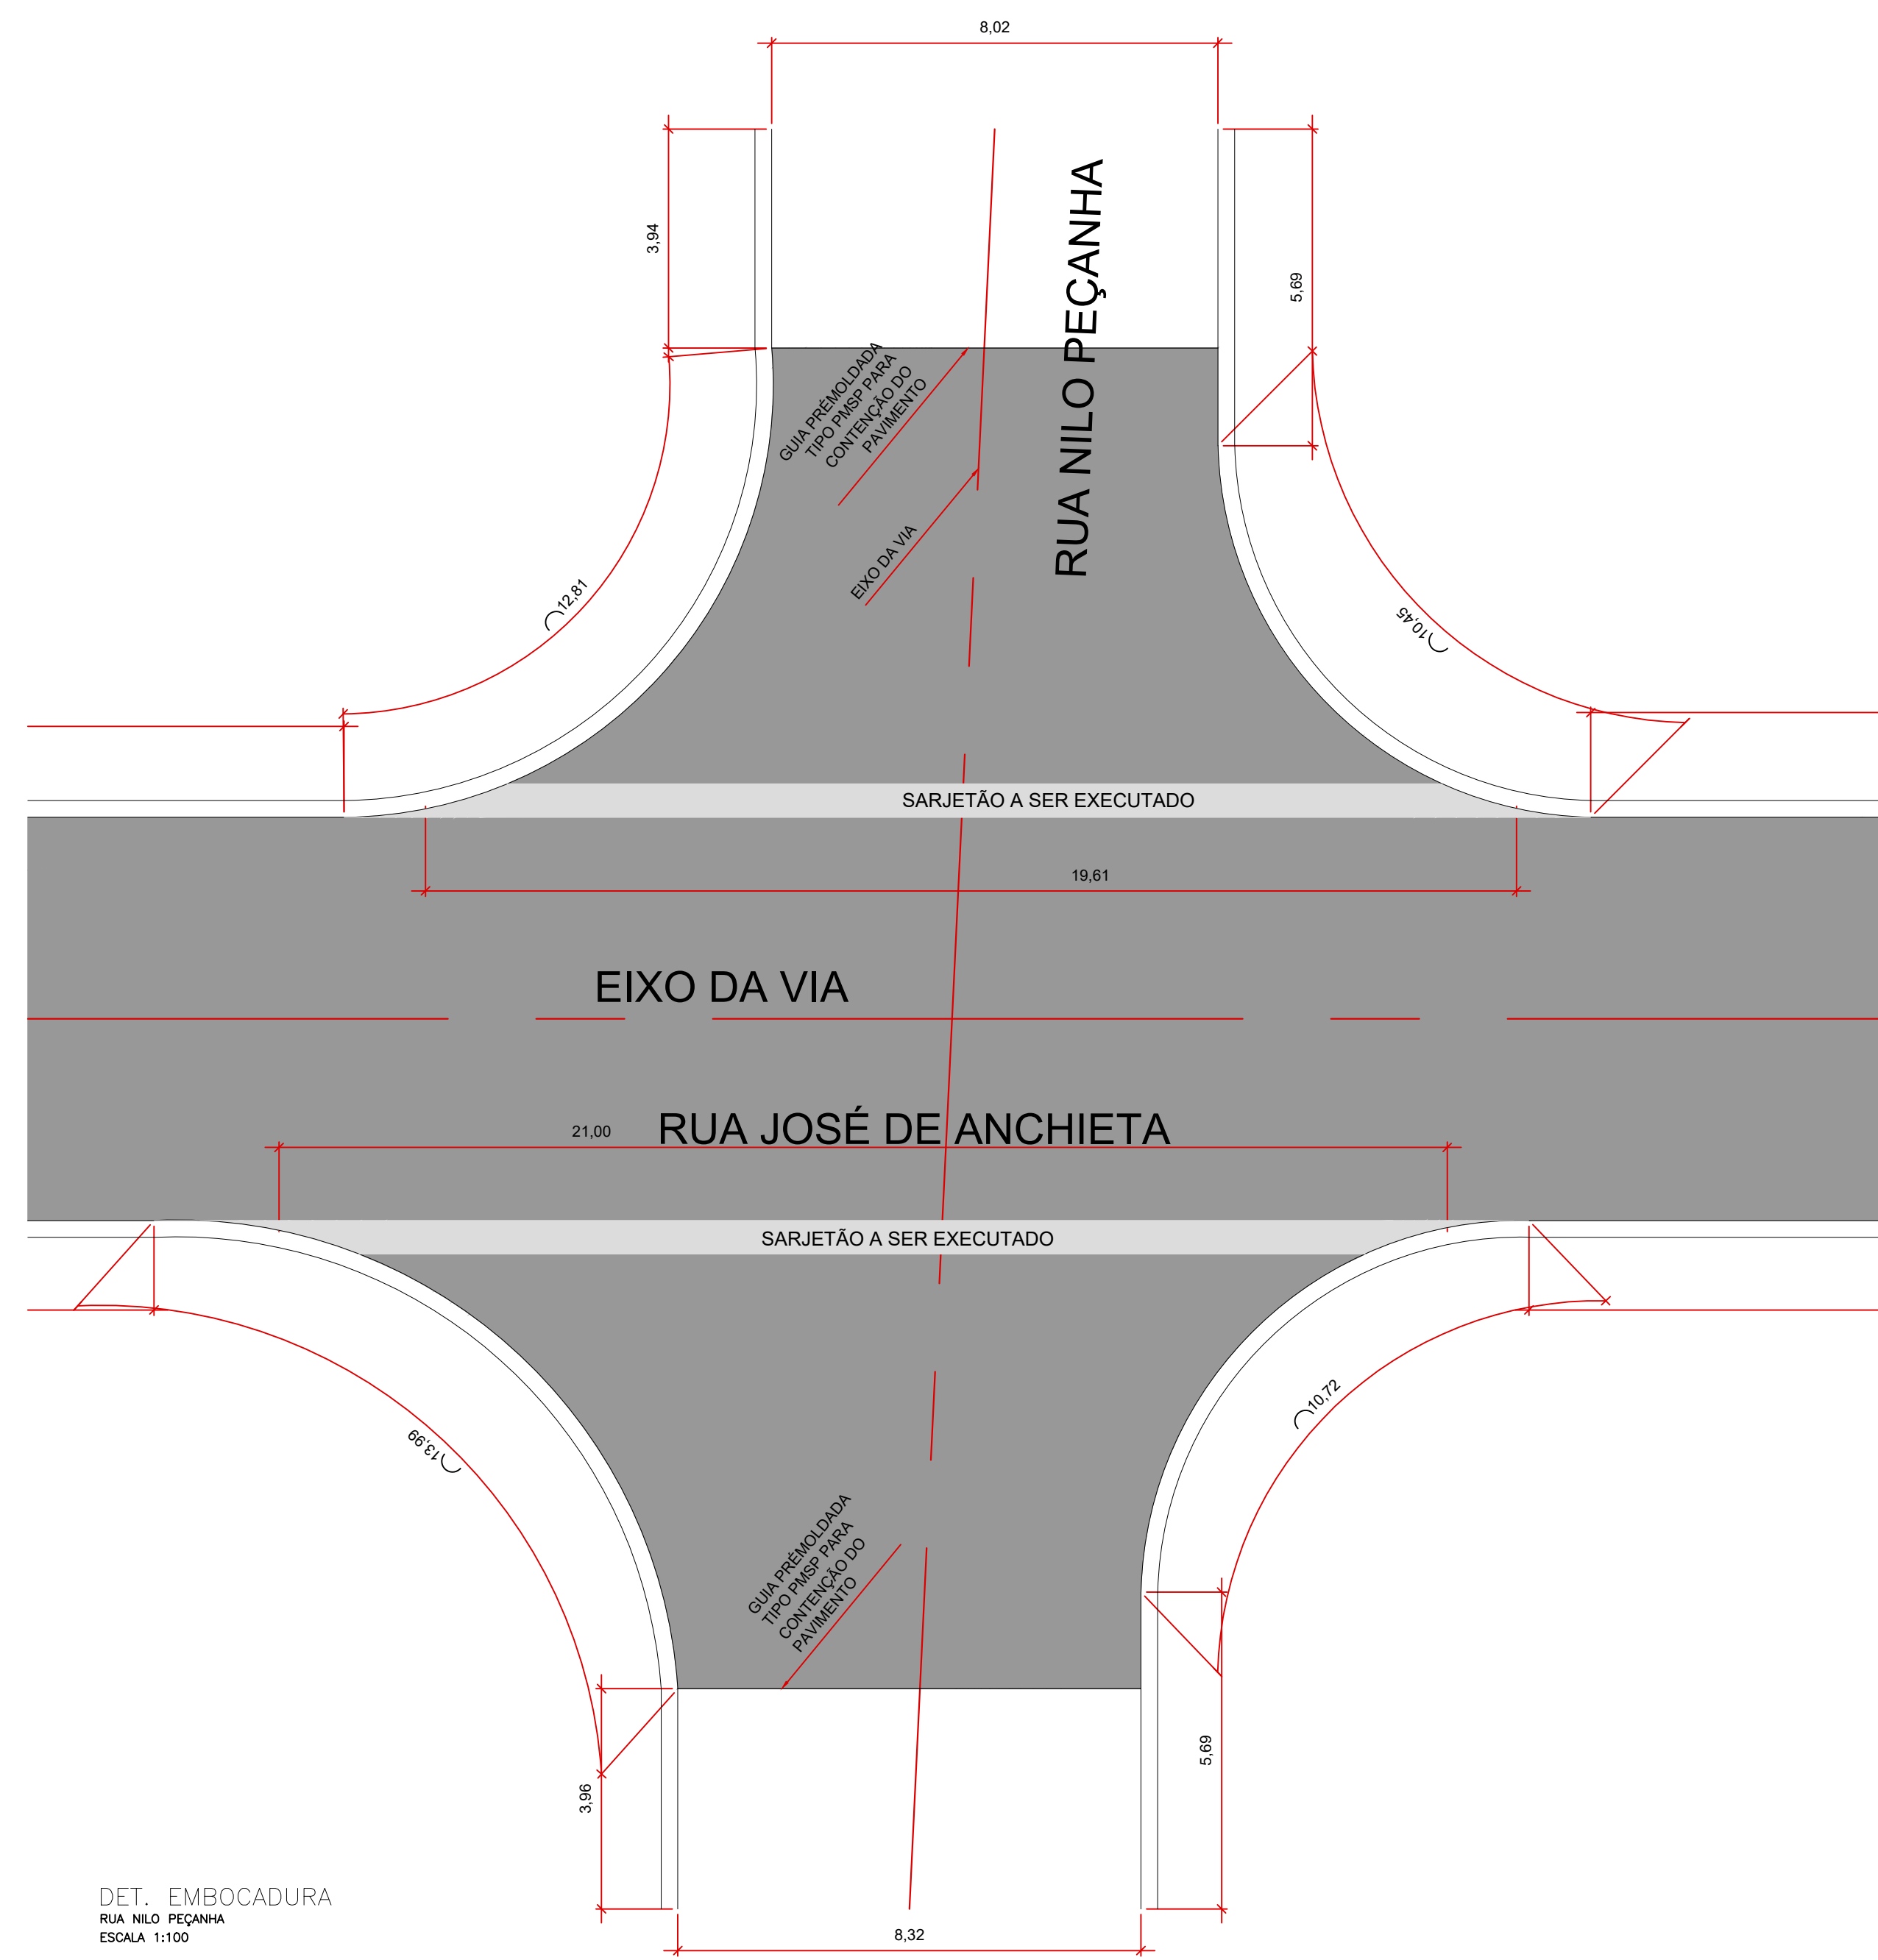 8,02
RUA NILO PEÇANHA
3,94
5,69
GUIA PRÉMOLDADA
TIPO PMSP PARA
CONTENÇÃO DO
PAVIMENTO
EIXO DA VIA
12,81
10,45
SARJETÃO A SER EXECUTADO
19,61
EIXO DA VIA
RUA JOSÉ DE ANCHIETA
21,00
SARJETÃO A SER EXECUTADO
10,72
13,99
GUIA PRÉMOLDADA
TIPO PMSP PARA
CONTENÇÃO DO
PAVIMENTO
5,69
3,96
DET. EMBOCADURA
RUA NILO PEÇANHA
ESCALA 1:100
8,32